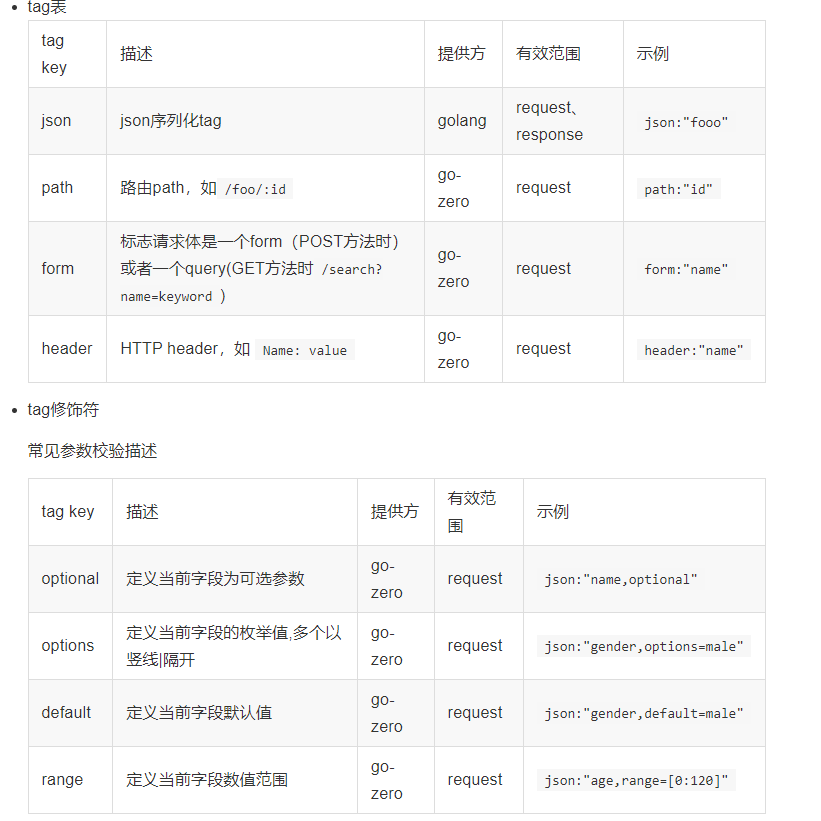 tag表
tag key 描述 提供方 有效范围 示例
json json序列化tag golang request、response json:"fooo"
path 路由path，如 /foo/:id go-zero request path:"id"
form 标志请求体是一个form（POST方法时）或者一个query(GET方法时 /search?name=keyword ) go-zero request form:"name"
header HTTP header，如 Name: value go-zero request header:"name"
tag修饰符
常见参数校验描述
tag key 描述 提供方 有效范围 示例
optional 定义当前字段为可选参数 go-zero request json:"name,optional"
options 定义当前字段的枚举值,多个以竖线|隔开 go-zero request json:"gender,options=male"
default 定义当前字段默认值 go-zero request json:"gender,default=male"
range 定义当前字段数值范围 go-zero request json:"age,range=[0:120]"